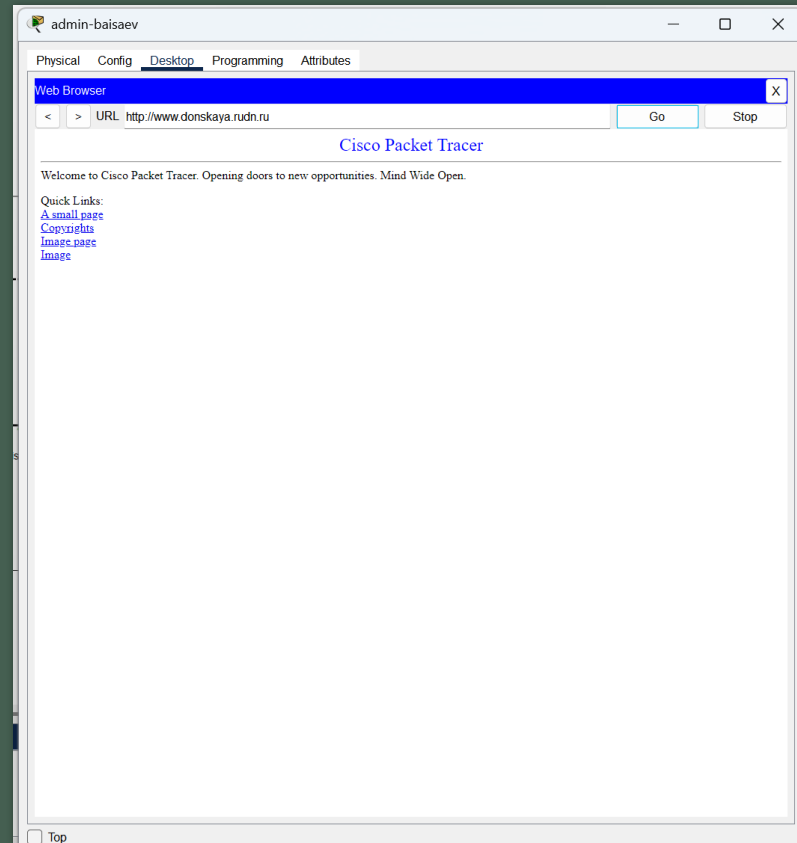 admin-baisaev
Physical Config Desktop Programming Attributes
Web Browser X
< > URL http://www.donskaya.rudn.ru Go Stop
Cisco Packet Tracer
Welcome to Cisco Packet Tracer. Opening doors to new opportunities. Mind Wide Open.
Quick Links:
A small page
Copyrights
Image page
Image
s
Top